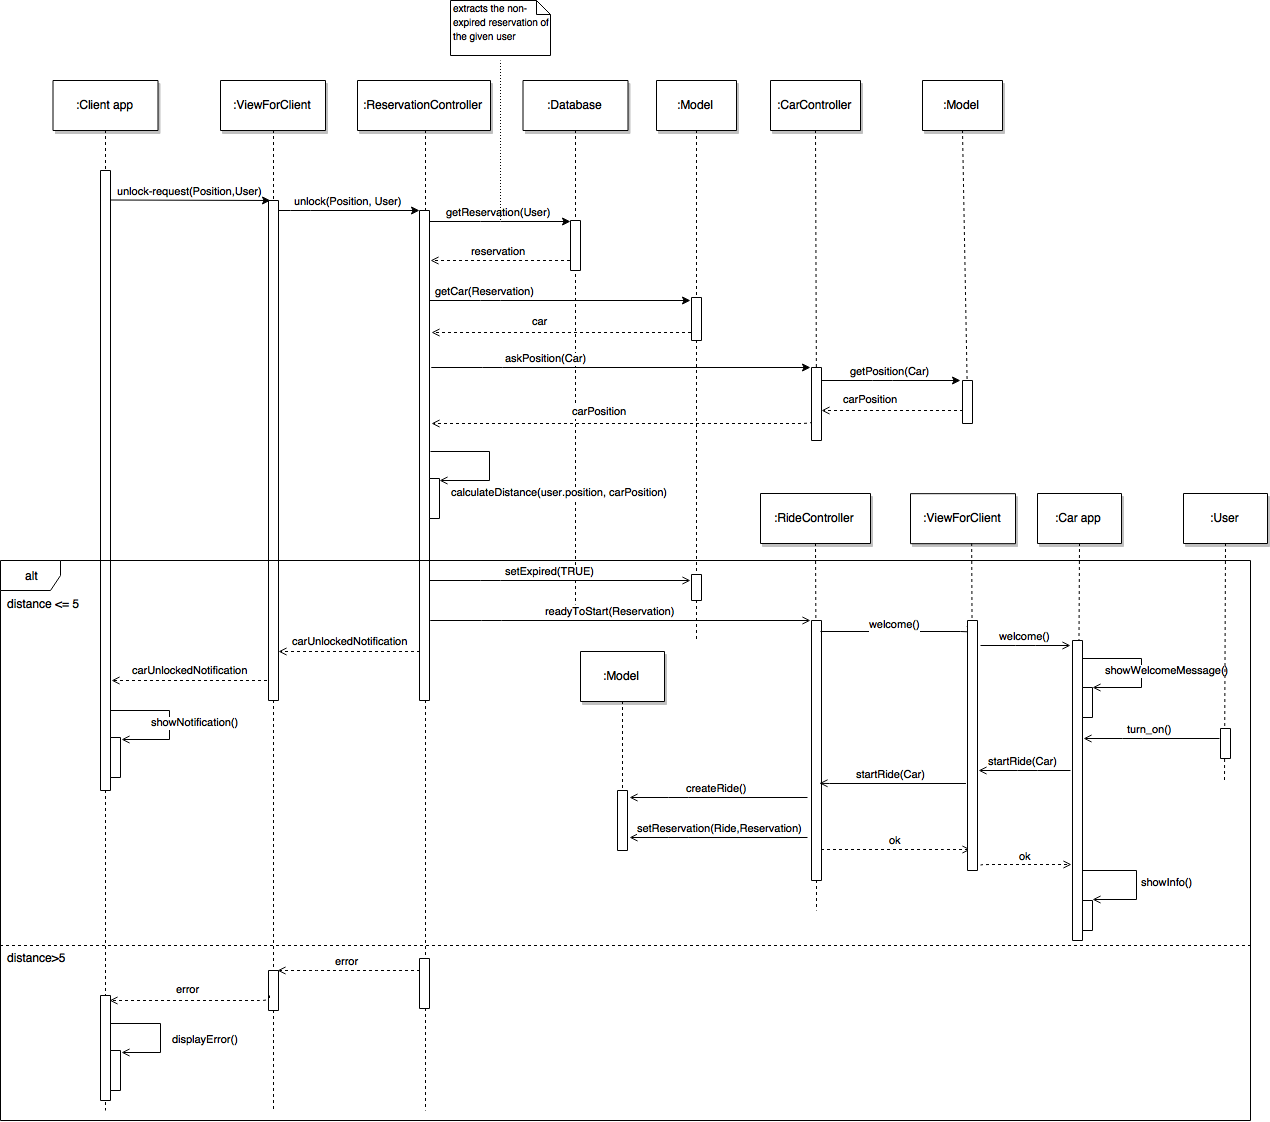 extracts the non-
expired reservation of
the given user
:Client app
:ViewForClient
:ReservationController
:Database
:Model
:CarController
:Model
unlock-request(Position,User)
unlock(Position, User)
getReservation(User)
reservation
getCar(Reservation)
car
askPosition(Car)
getPosition(Car)
carPosition
carPosition
calculateDistance(user.position, carPosition)
:RideController
:ViewForClient
:Car app
:User
alt
setExpired(TRUE)
distance <= 5
readyToStart(Reservation)
welcome()
welcome()
carUnlockedNotification
carUnlockedNotification
:Model
showWelcomeMessage()
showNotification()
turn_on()
startRide(Car)
startRide(Car)
createRide()
setReservation(Ride,Reservation)
ok
ok
showInfo()
distance>5
error
error
displayError()